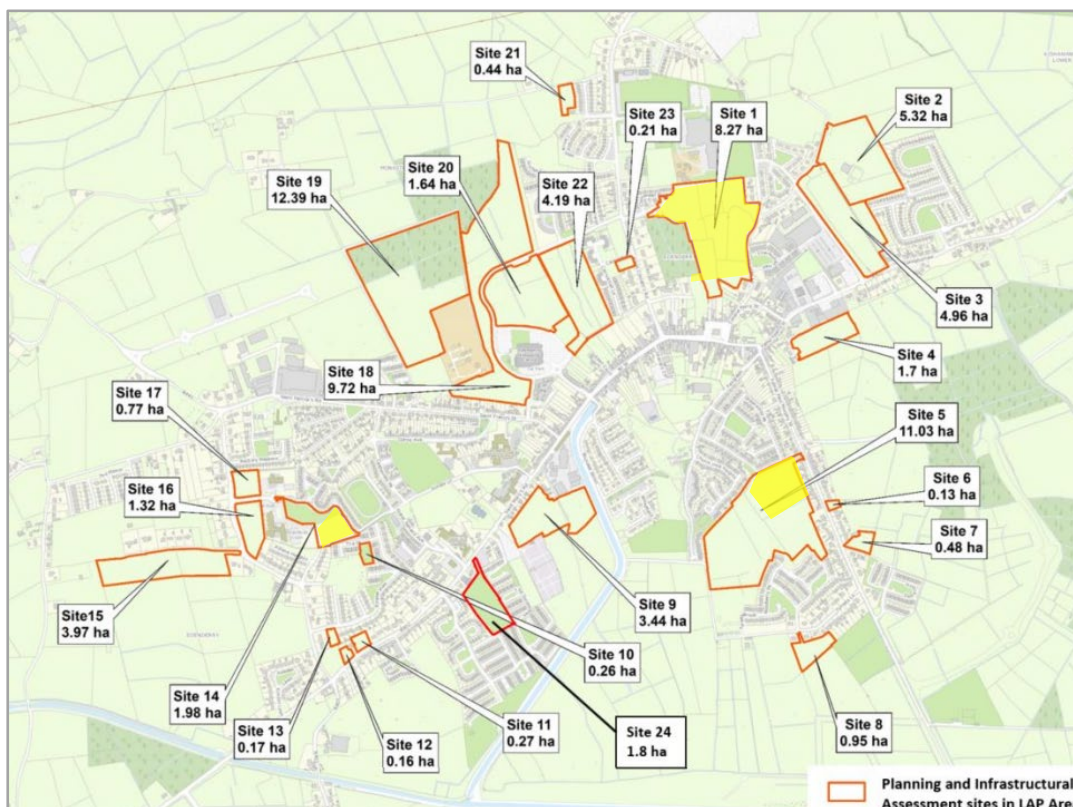 Site 21
0.44 ha
Site 23
0.21 ha
Site 1
8.27 ha
Site 2
5.32 ha
Site 20
1.64 ha
Site 22
4.19 ha
Site 19
12.39 ha
Site 3
4.96 ha
Site 4
1.7 ha
Site 18
9.72 ha
Site 17
0.77 ha
Site 5
11.03 ha
Site 16
1.32 ha
Site 6
0.13 ha
Site 7
0.48 ha
Site15
3.97 ha
Site 9
3.44 ha
Site 10
0.26 ha
Site 14
1.98 ha
Site 13
0.17 ha
Site 12
0.16 ha
Site 11
0.27 ha
Site 24
1.8 ha
Site 8
0.95 ha
Planning and Infrastructural
Assessment sites in LAP Area